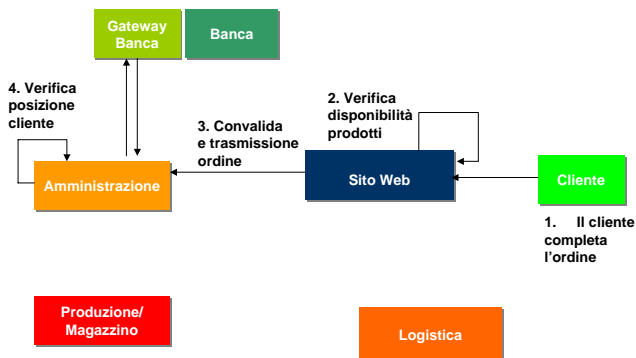 Gateway
Banca
Banca
4. Verifica
posizione
cliente
2. Verifica
disponibilità
prodotti
3. Convalida
e trasmissione
ordine
Amministrazione
Sito Web
Cliente
1. Il cliente
completa
l'ordine
Produzione/
Magazzino
Logistica